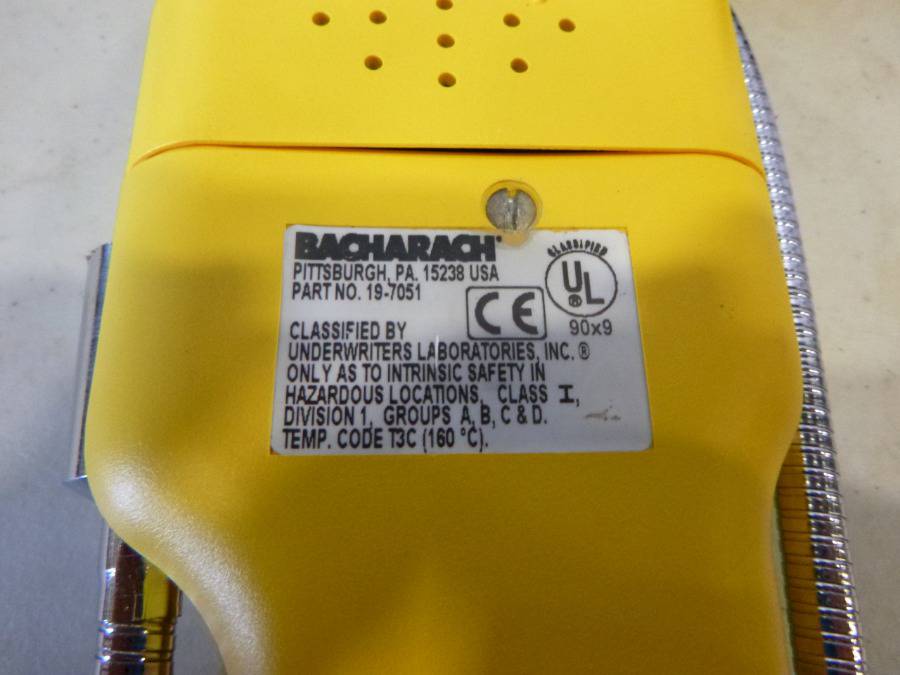 BACHARACH®
PITTSBURGH, PA. 15238 USA
PART NO. 19-7051
CLASSIFIED
UL®
CE
90x9
CLASSIFIED BY
UNDERWRITERS LABORATORIES, INC.®
ONLY AS TO INTRINSIC SAFETY IN
HAZARDOUS LOCATIONS, CLASS I,
DIVISION 1, GROUPS A, B, C & D.
TEMP. CODE T3C (160 °C).